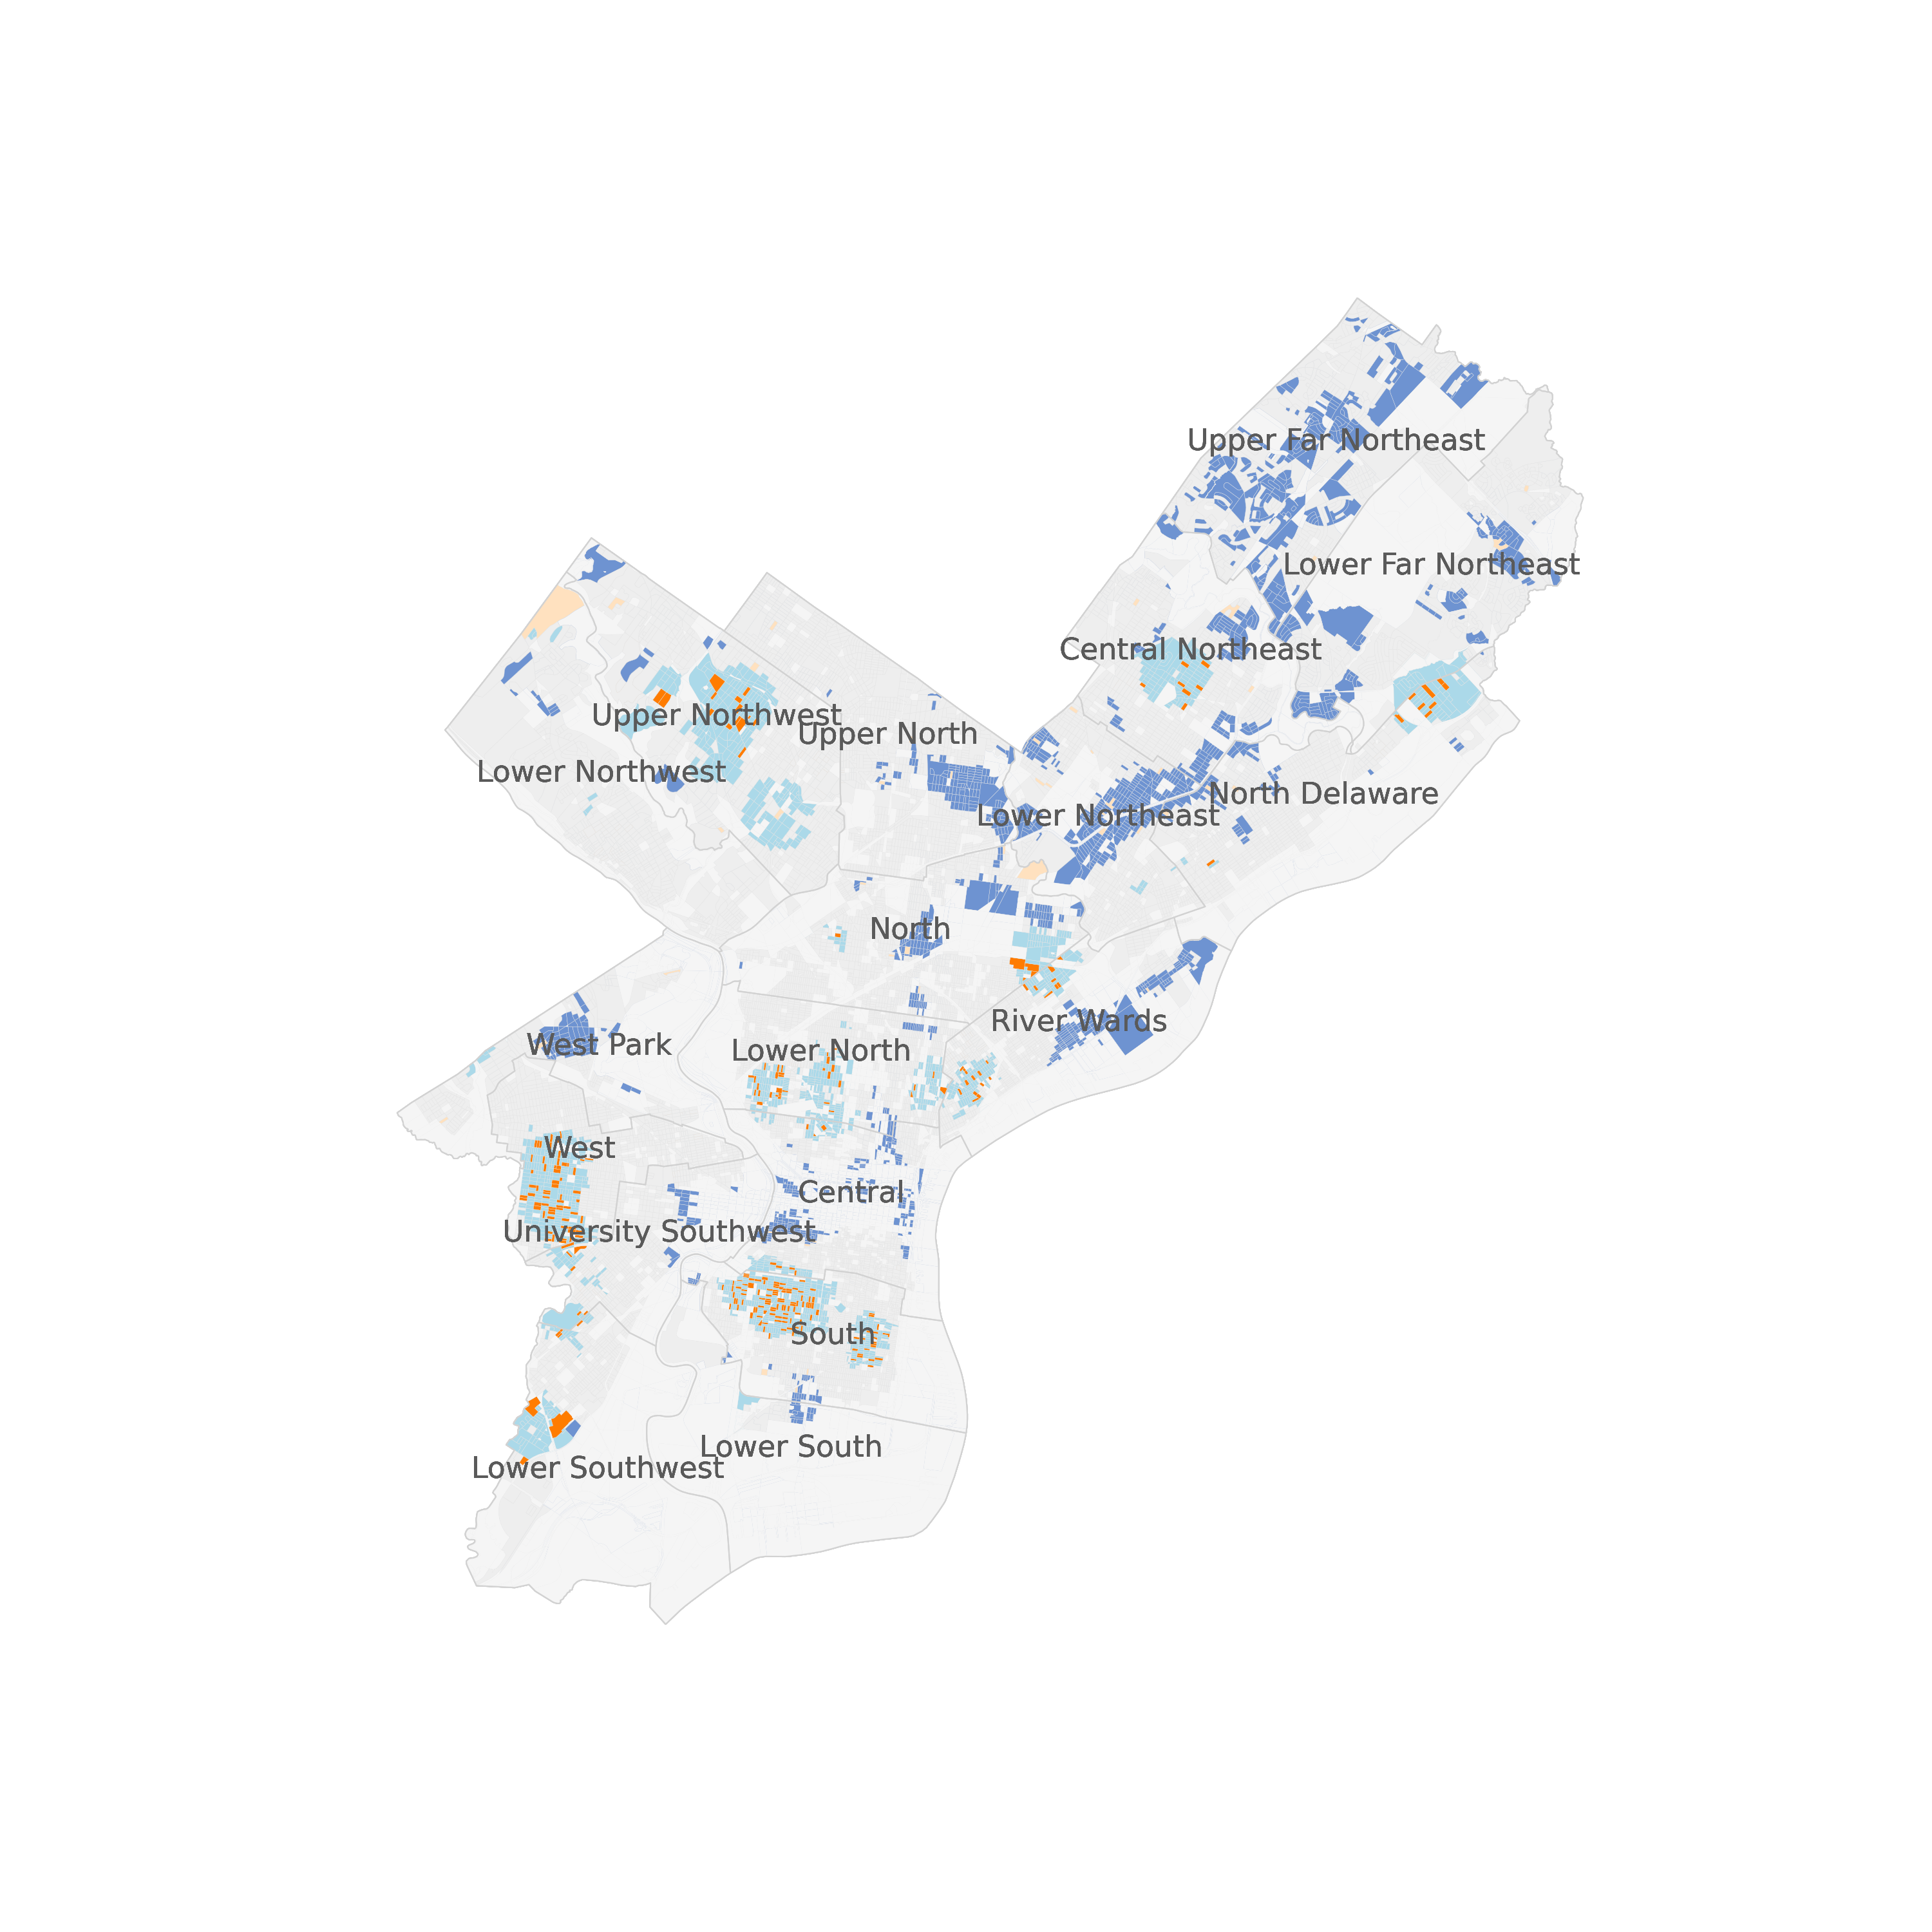 Upper Far Northeast
Lower Far Northeast
Central Northeast
Upper Northwest
Upper North
Lower Northwest
North Delaware
Lower Northeast
North
River Wards
West Park
Lower North
West
Central
University Southwest
South
Lower South
Lower Southwest